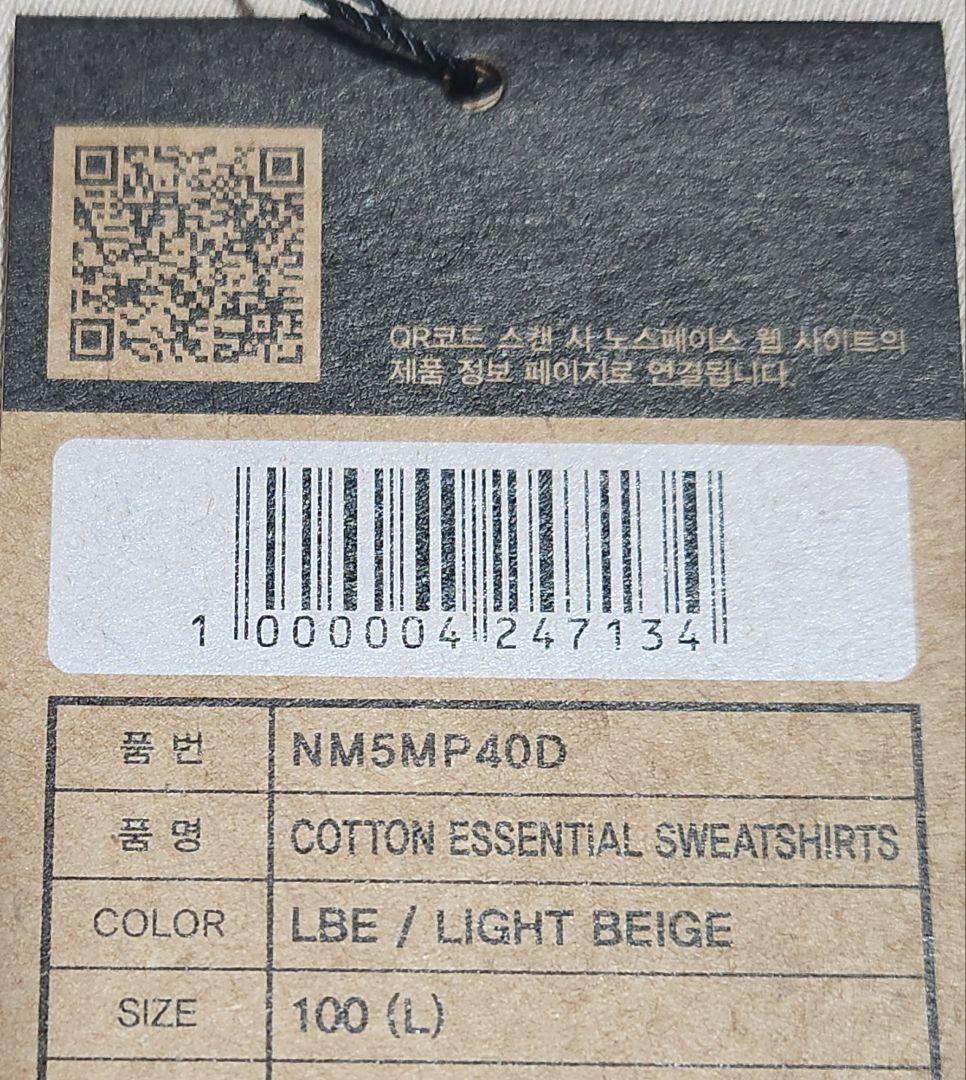 QR코드 스캔 시 노스페이스 웹 사이트의
제품 정보 페이지로 연결됩니다.
1 000004 247134
품 번 NM5MP40D
품 명 COTTON ESSENTIAL SWEATSHIRTS
COLOR LBE / LIGHT BEIGE
SIZE 100 (L)